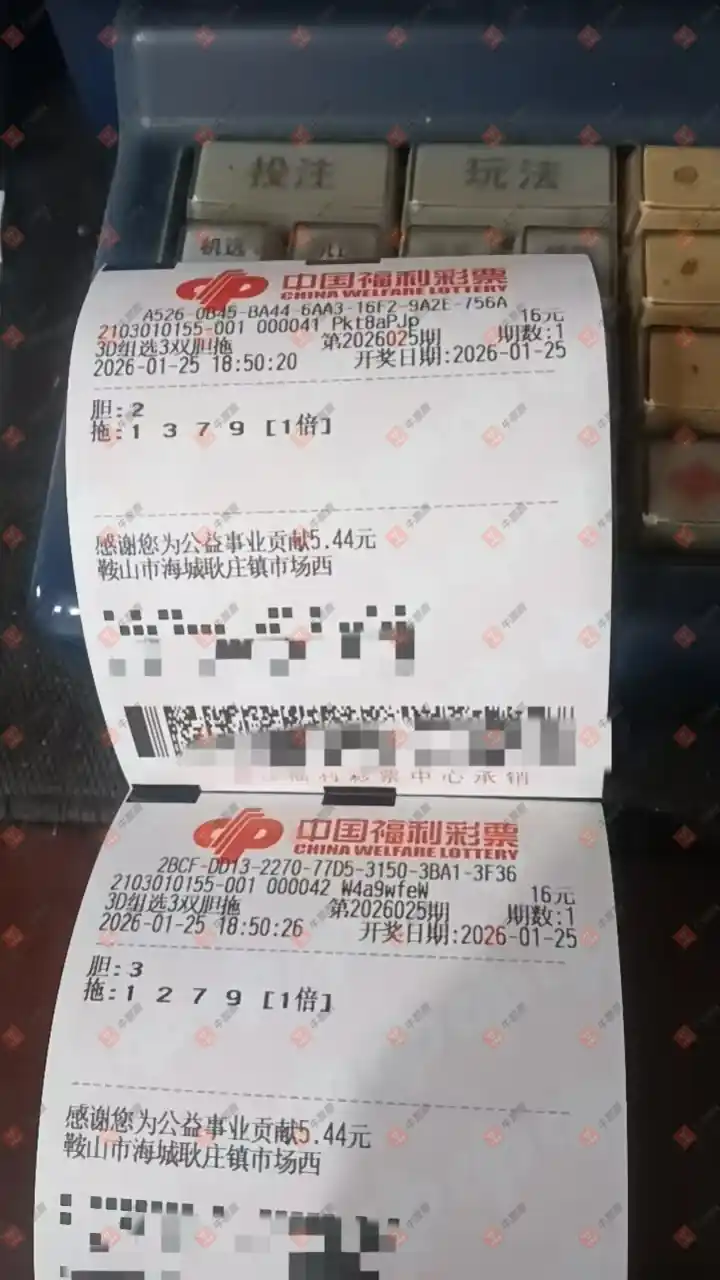 投注
玩法
机选
中国福利彩票
CHINA WELFARE LOTTERY
A526-0B45-BA44-6AA3-16F2-9A2E-756A
2103010155-001 000041 Pkt8aPJp 16元
3D组选3双胆拖 第2026025期 期数:1
2026-01-25 18:50:20 开奖日期:2026-01-25
胆:2
拖:1 3 7 9 [1倍]
感谢您为公益事业贡献5.44元
鞍山市海城耿庄镇市场西
福利彩票中心承销
中国福利彩票
CHINA WELFARE LOTTERY
2BCF-DD13-2270-77D5-3150-3BA1-3F36
2103010155-001 000042 W4a9wfeW 16元
3D组选3双胆拖 第2026025期 期数:1
2026-01-25 18:50:26 开奖日期:2026-01-25
胆:3
拖:1 2 7 9 [1倍]
感谢您为公益事业贡献5.44元
鞍山市海城耿庄镇市场西